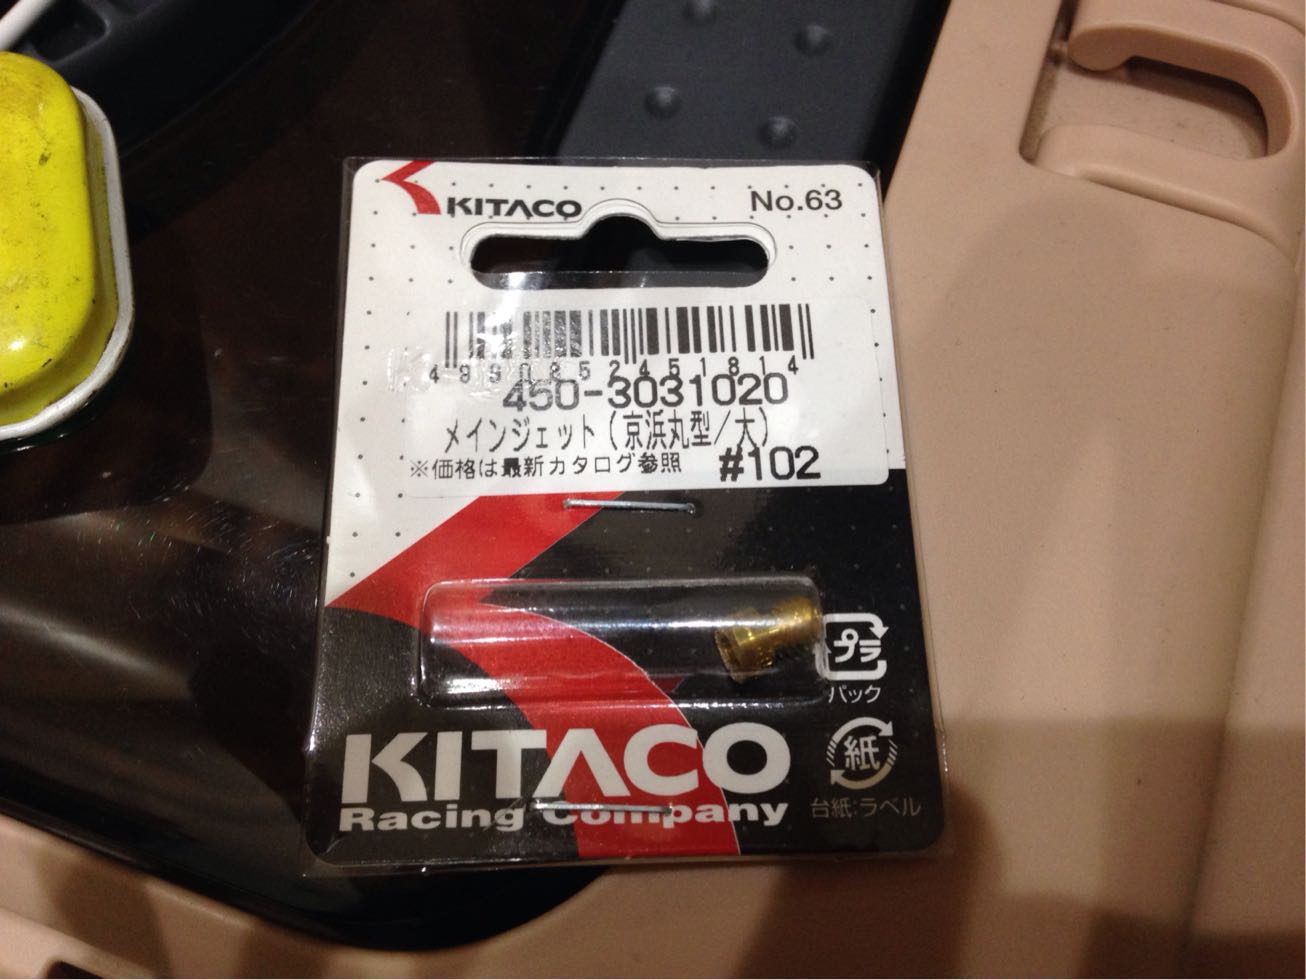 KITACO
No.63
4990852451814
450-3031020
メインジェット(京浜丸型/大)
※価格は最新カタログ参照 #102
プラ
パック
紙
KITACO
Racing Company
台紙:ラベル